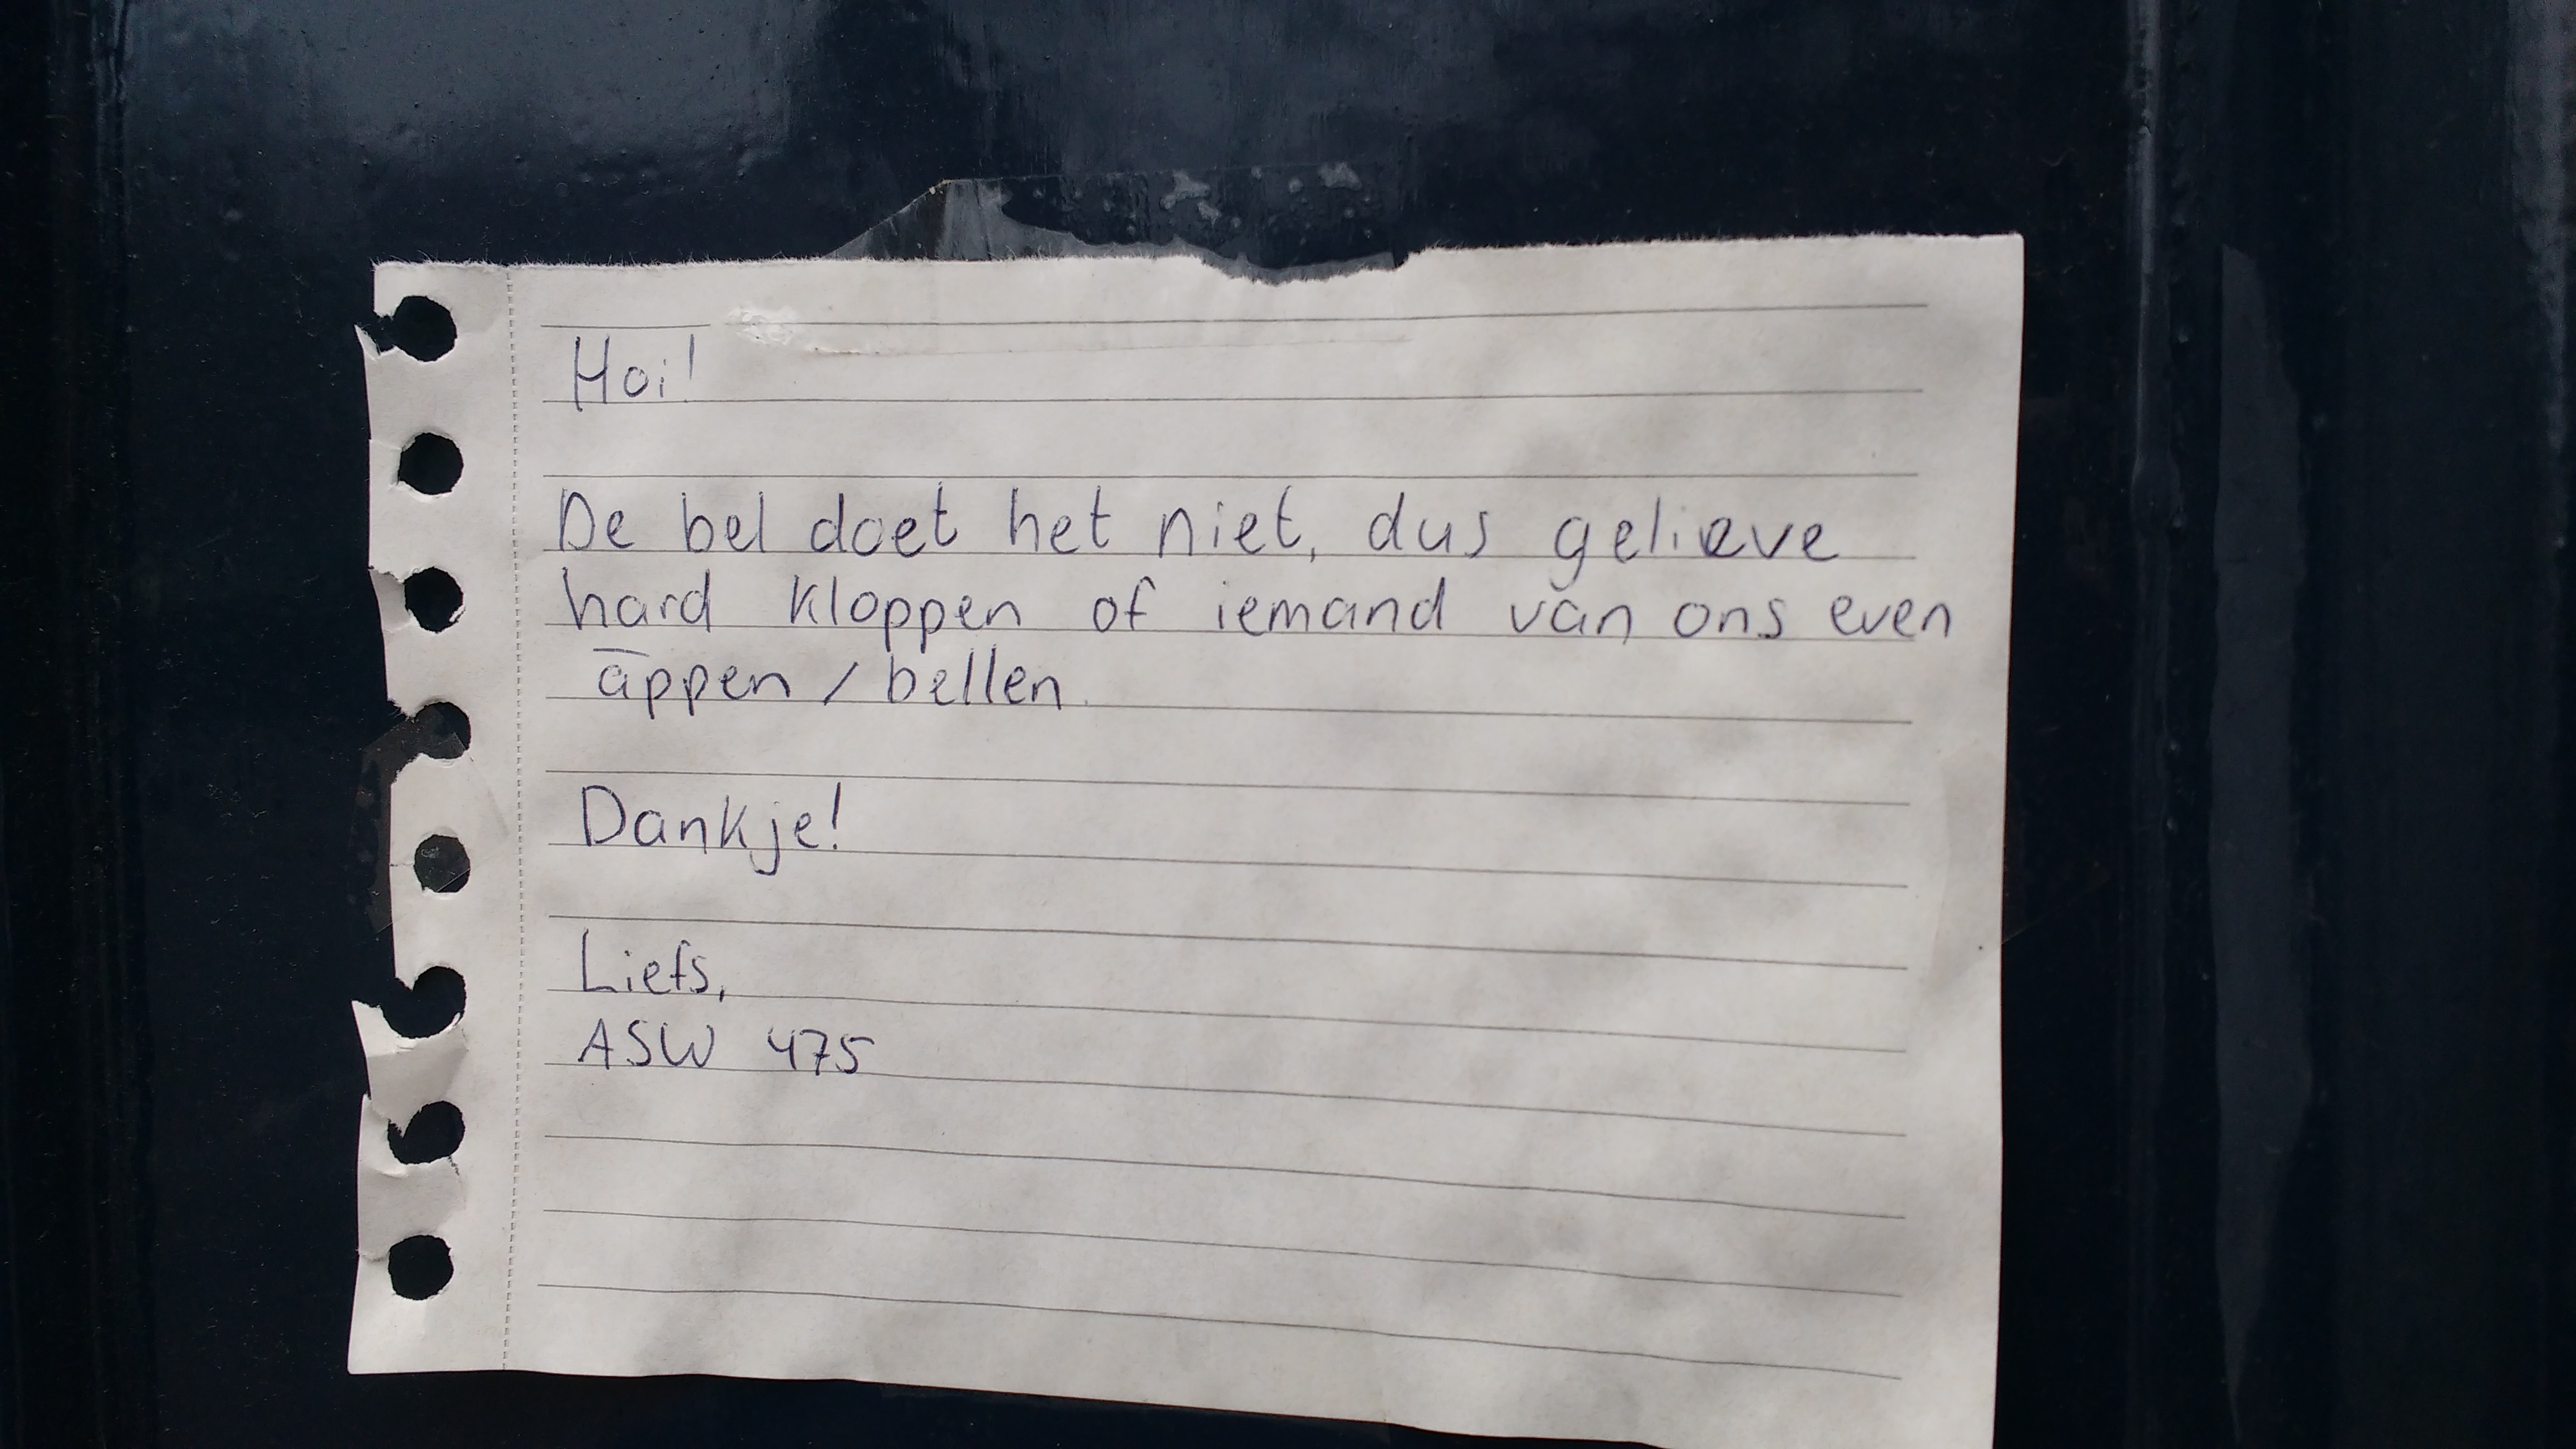 Hoi!
De bel doet het niet, dus gelieve
hard kloppen of iemand van ons even
appen / bellen.
Dankje!
Liefs,
ASW 475